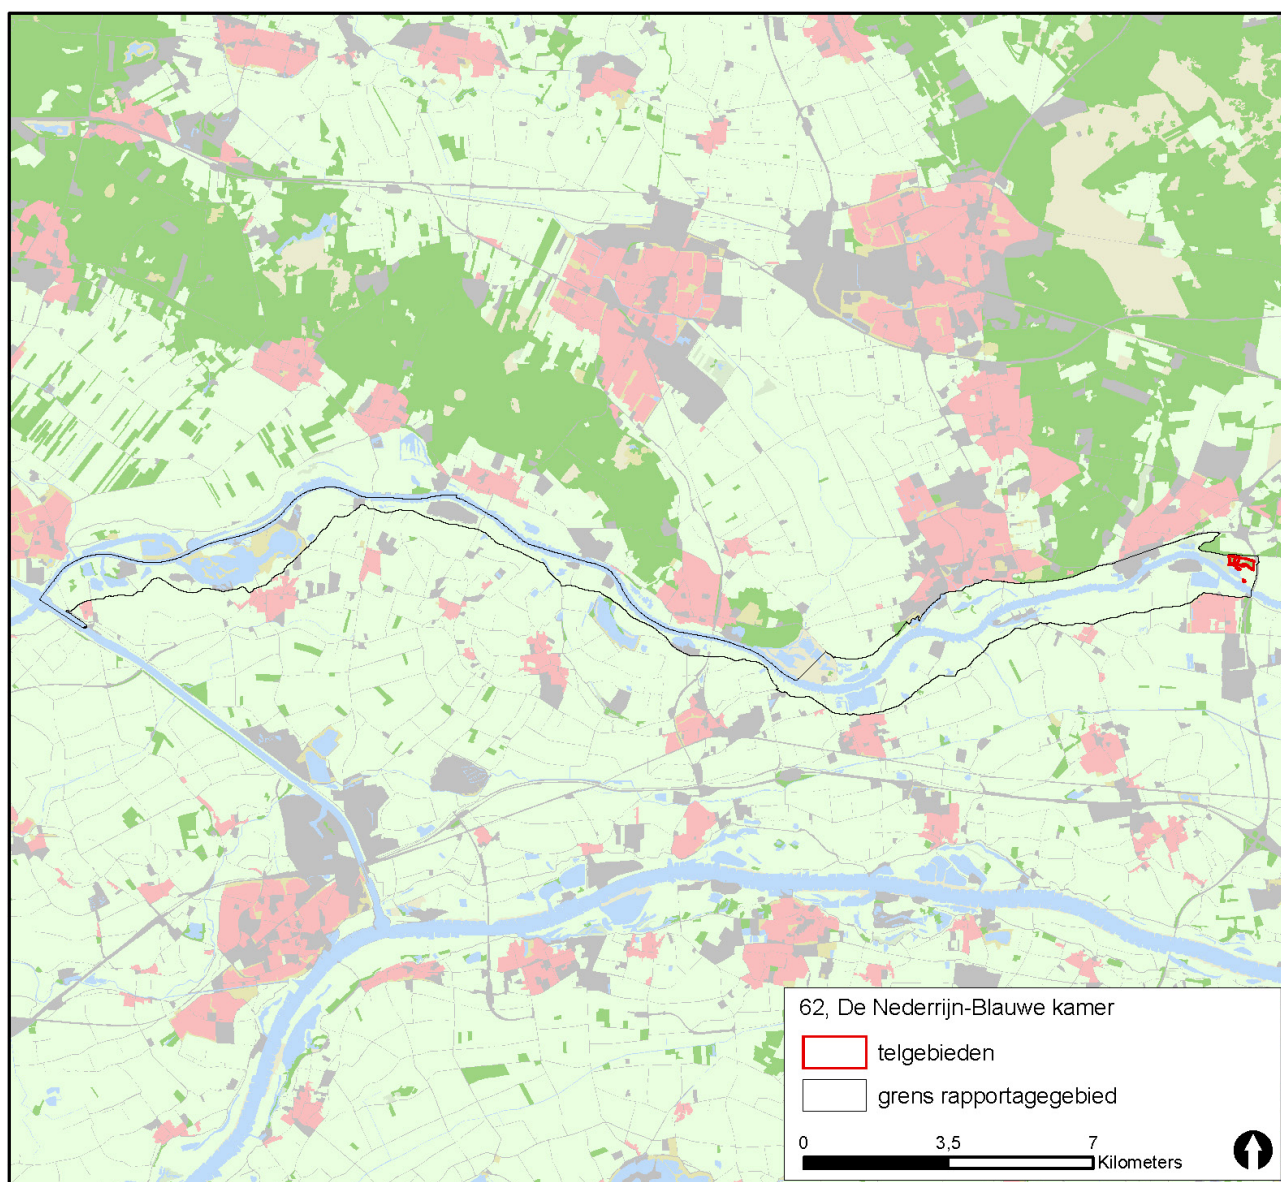 62, De Nederrijn-Blauwe kamer
telgebieden
grens rapportagegebied
0 3,5 7
Kilometers